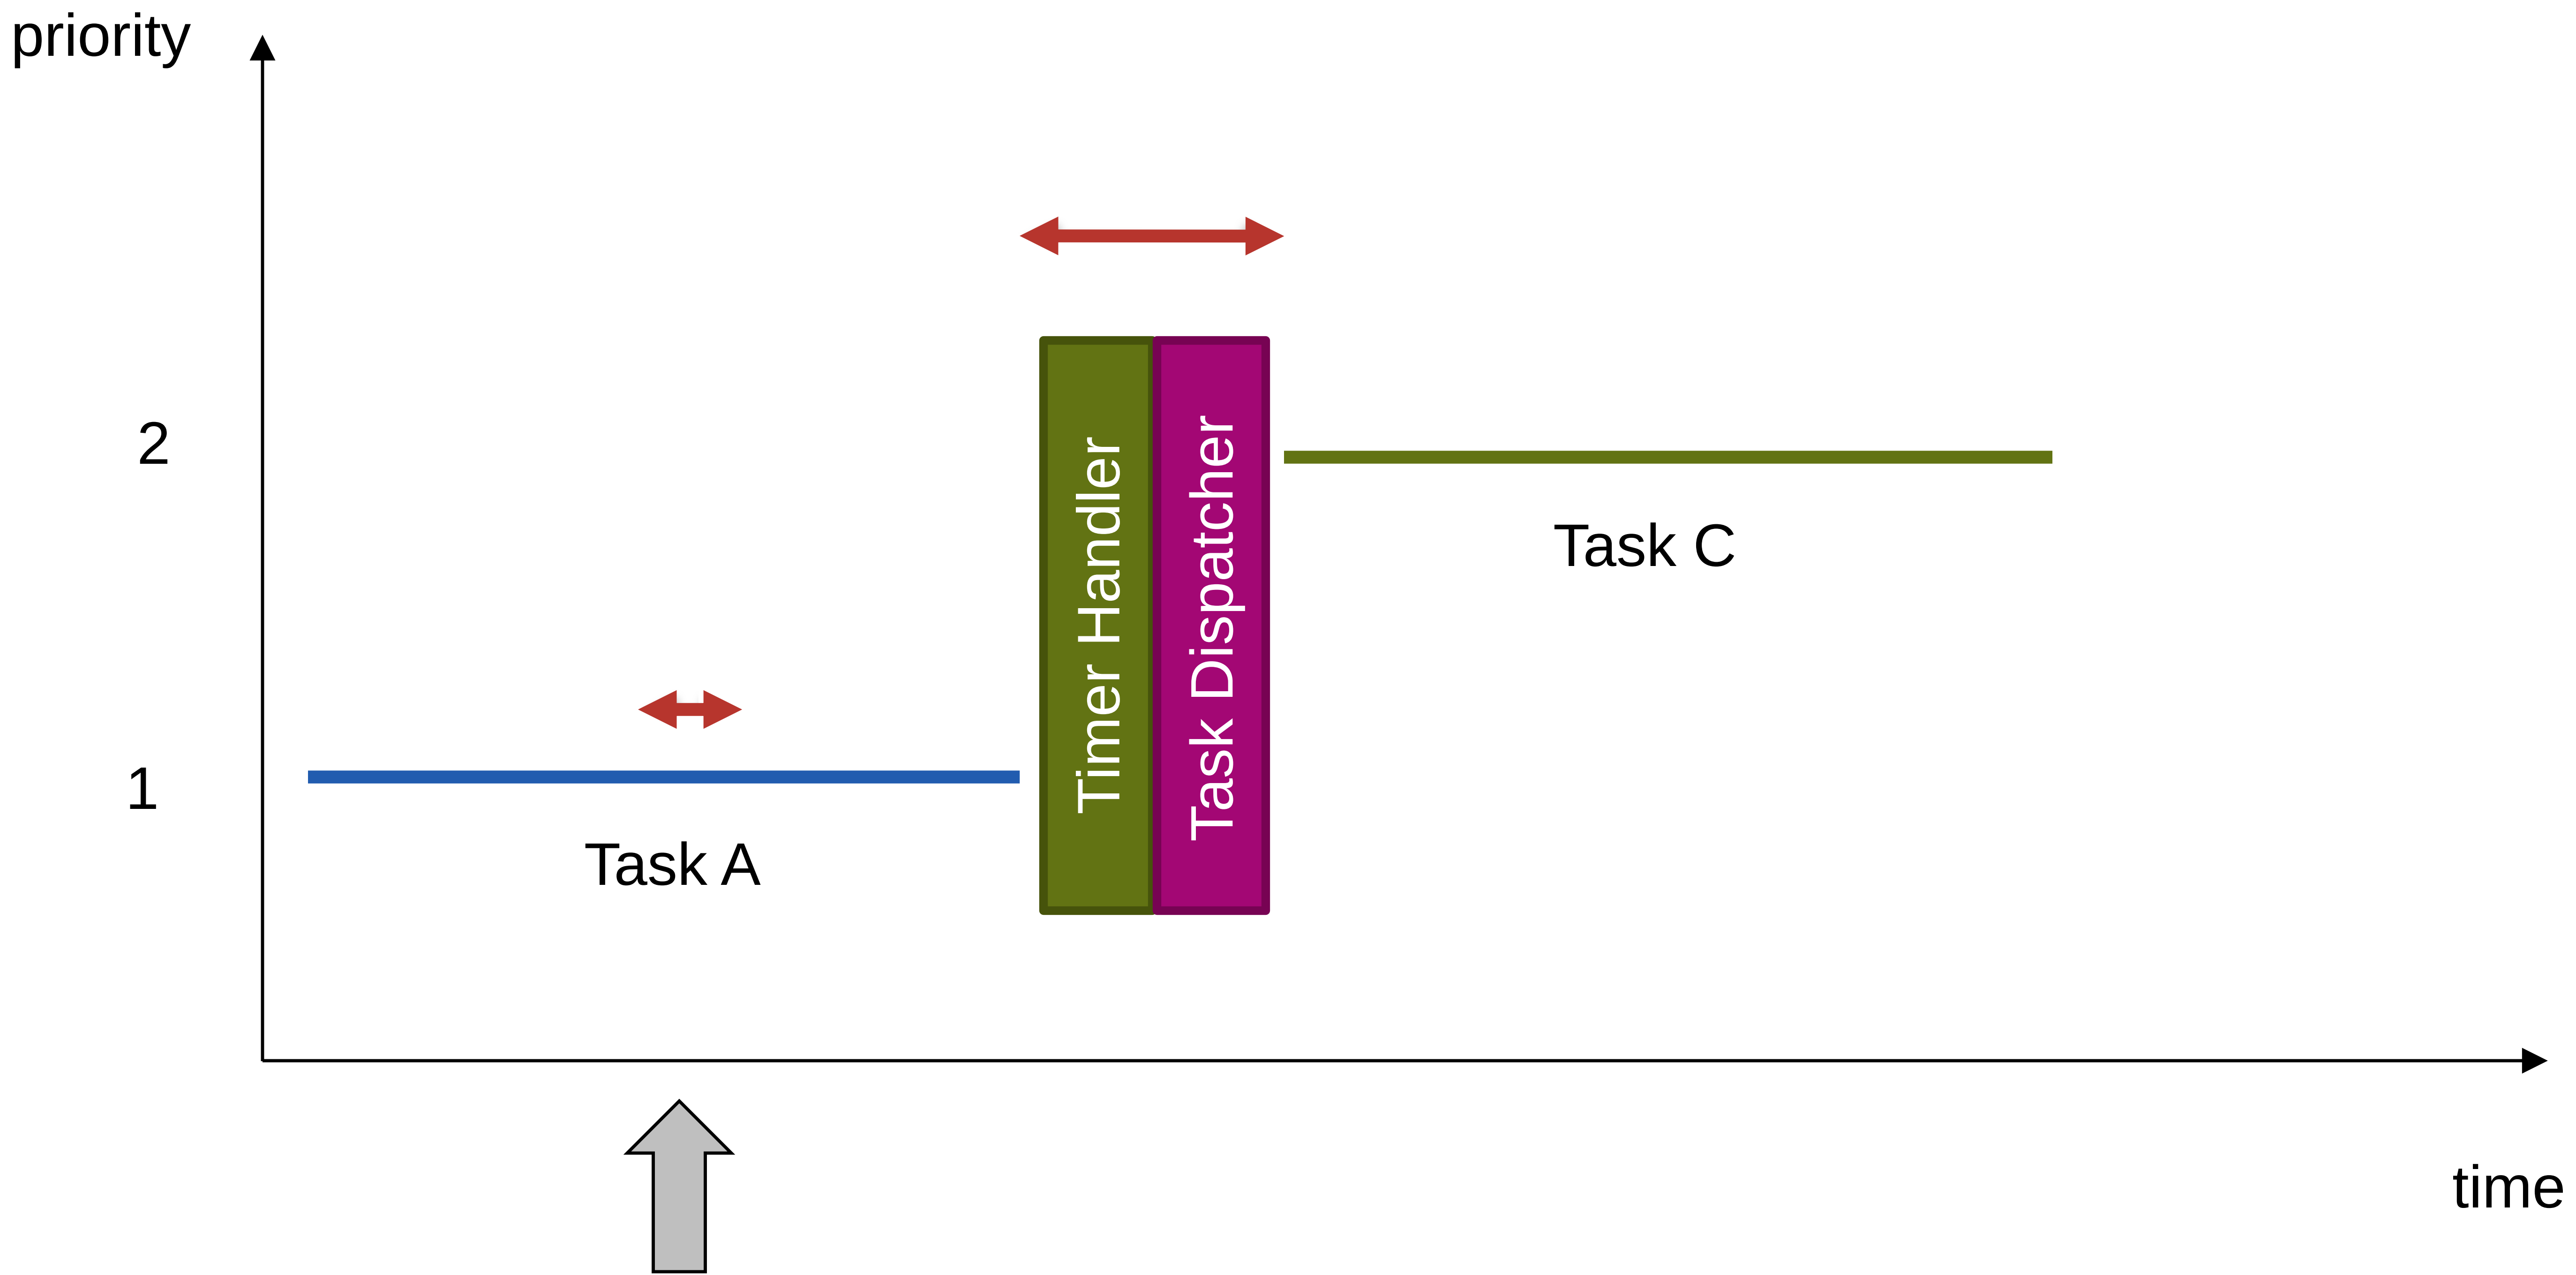 priority
2
1
Timer Handler
Task Dispatcher
Task C
Task A
time